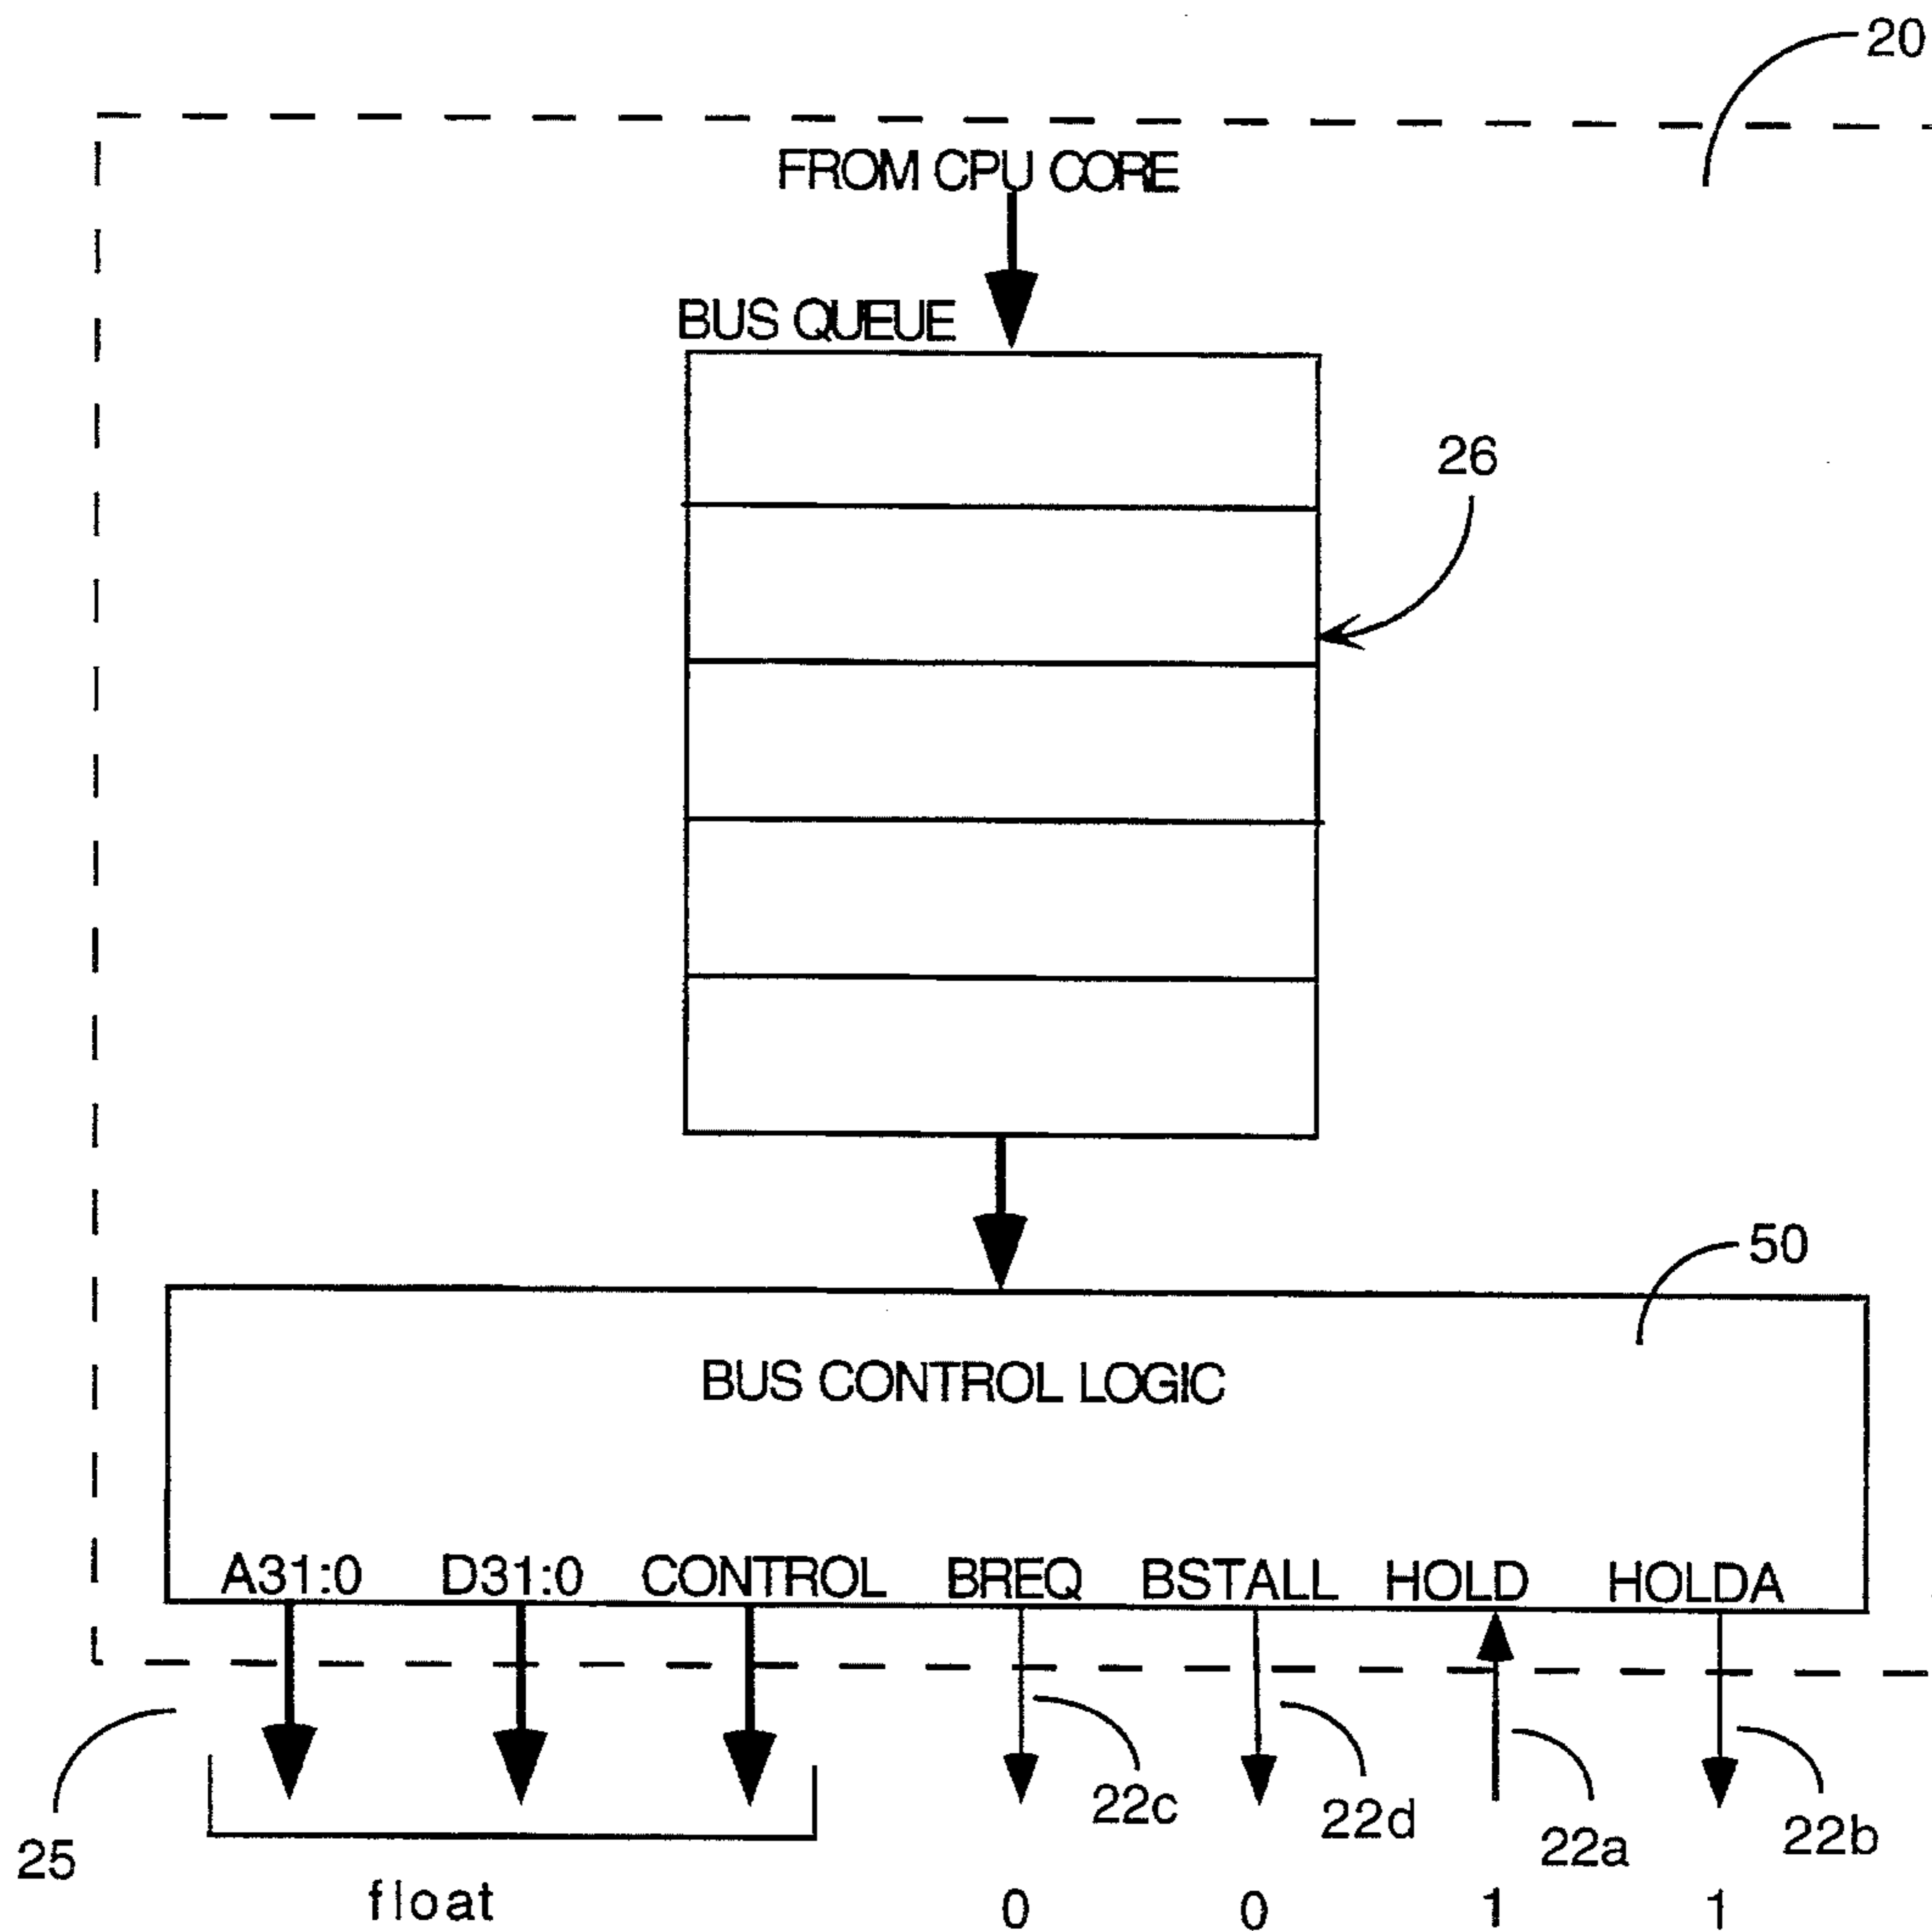 20
FROM CPU CORE
BUS QUEUE
26
50
BUS CONTROL LOGIC
A31:0 D31:0 CONTROL BREQ BSTALL HOLD HOLDA
22c 22d 22a 22b
25
float 0 0 1 1